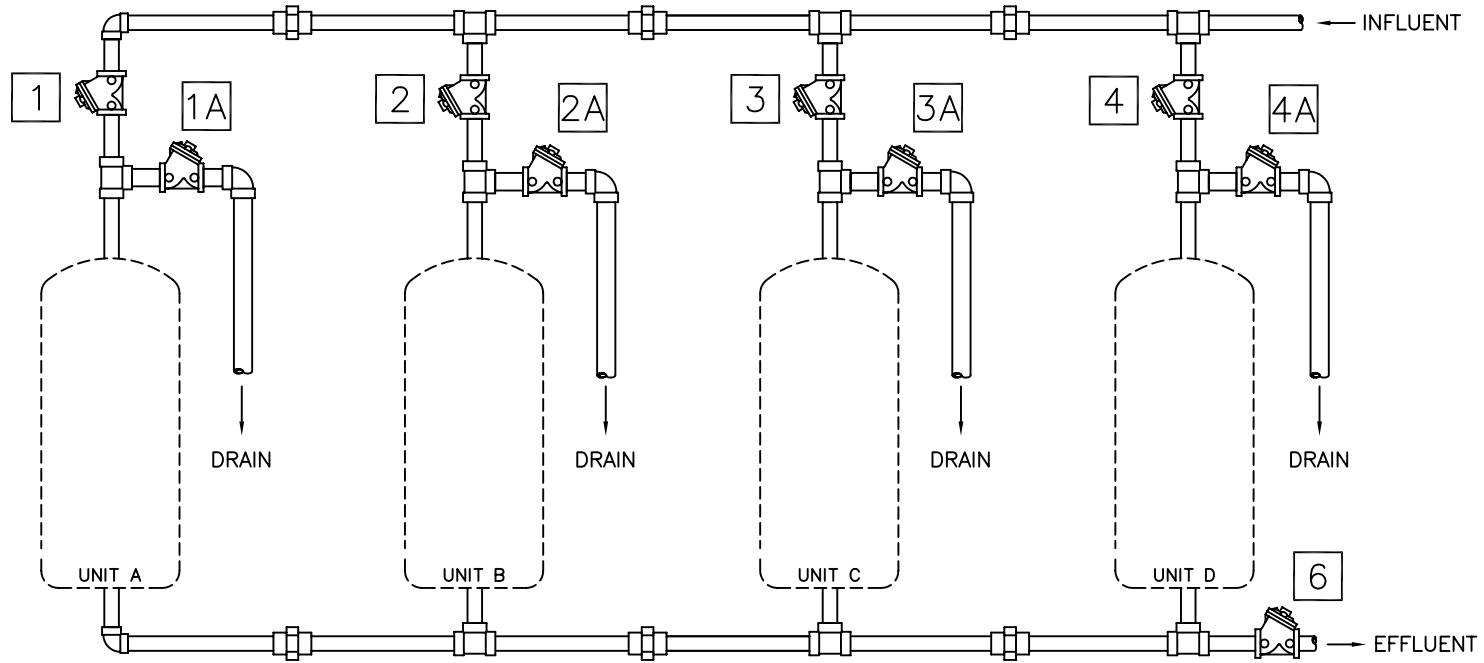 INFLUENT
1
1A
2
2A
3
3A
4
4A
DRAIN
DRAIN
DRAIN
DRAIN
UNIT A
UNIT B
UNIT C
UNIT D
6
EFFLUENT